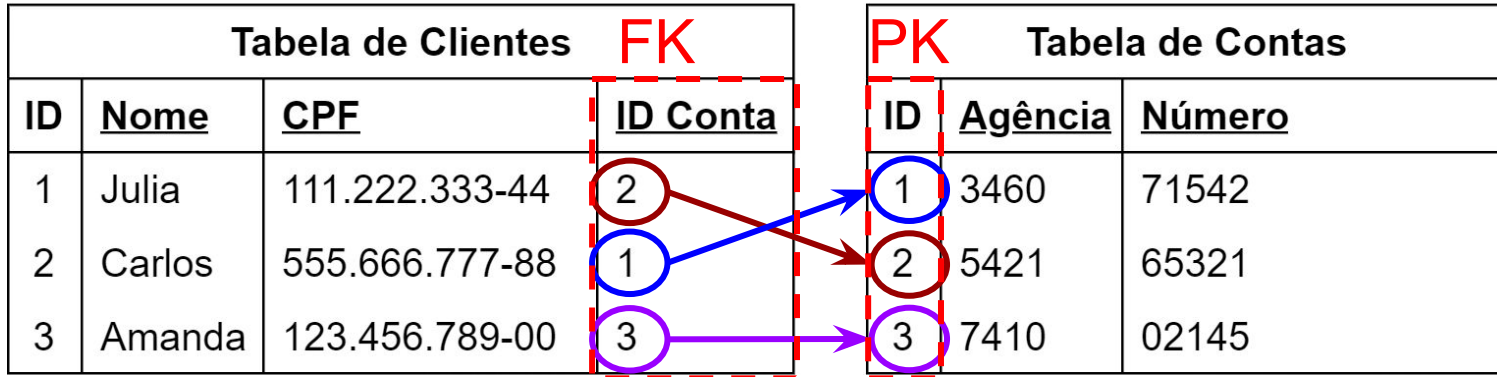 Tabela de Clientes FK
ID Nome CPF ID Conta
1 Julia 111.222.333-44 2
2 Carlos 555.666.777-88 1
3 Amanda 123.456.789-00 3
PK Tabela de Contas
ID Agência Número
1 3460 71542
2 5421 65321
3 7410 02145